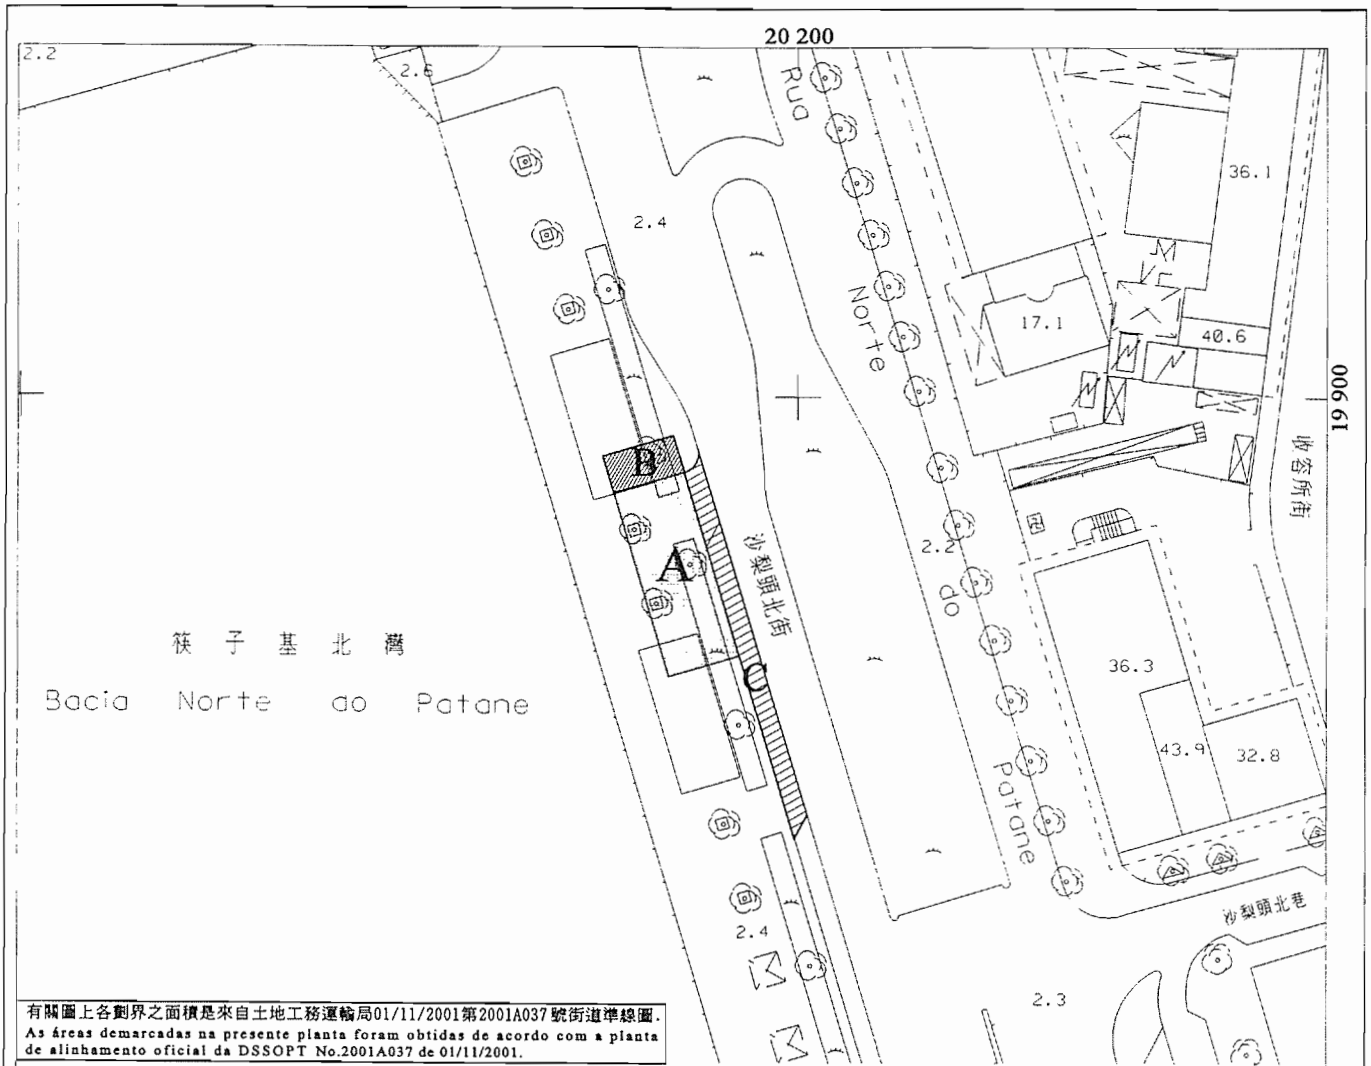 20 200
2.2
2.6
Rua
36.1
2.4
Norte
17.1
40.6
19 900
收容所街
B
沙梨頭北街
2.2
A
do
筷子基北灣
36.3
C
Bacia Norte do Patane
43.9
32.8
Patane
沙梨頭北巷
2.4
2.3
有關圖上各劃界之面積是來自土地工務運輸局01/11/2001第2001A037號街道準線圖.
As áreas demarcadas na presente planta foram obtidas de acordo com a planta
de alinhamento oficial da DSSOPT No.2001A037 de 01/11/2001.